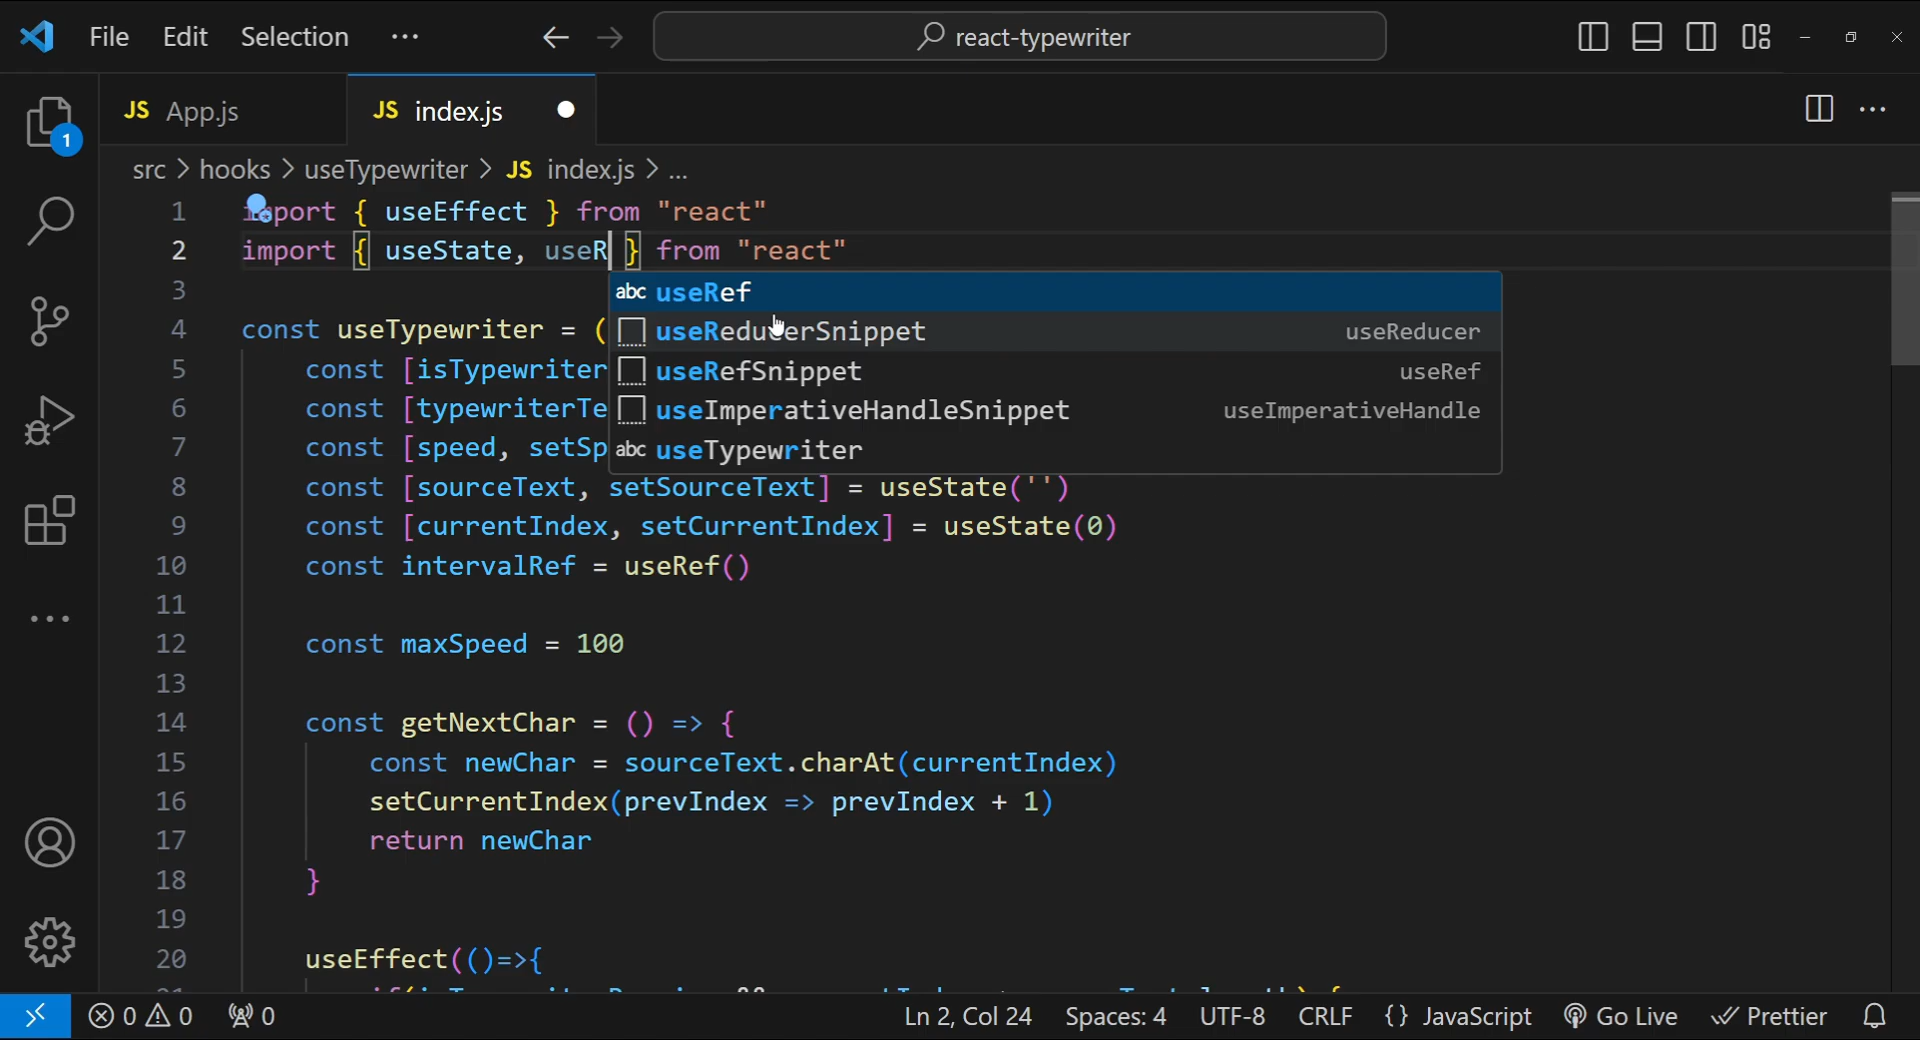 File Edit Selection ···
react-typewriter
JS App.js
JS index.js
1
src > hooks > useTypewriter > JS index.js > ...
1 import { useEffect } from "react"
2 import { useState, useR } from "react"
abc useRef
useReducerSnippet useReducer
useRefSnippet useRef
useImperativeHandleSnippet useImperativeHandle
abc useTypewriter
3
4 const useTypewriter = (
5 const [isTypewriter
6 const [typewriterTe
7 const [speed, setSp
8 const [sourceText, setSourceText] = useState('')
9 const [currentIndex, setCurrentIndex] = useState(0)
10 const intervalRef = useRef()
11
12 const maxSpeed = 100
13
14 const getNextChar = () => {
15 const newChar = sourceText.charAt(currentIndex)
16 setCurrentIndex(prevIndex => prevIndex + 1)
17 return newChar
18 }
19
20 useEffect(()=>{
0 0 0
Ln 2, Col 24 Spaces: 4 UTF-8 CRLF {} JavaScript Go Live Prettier